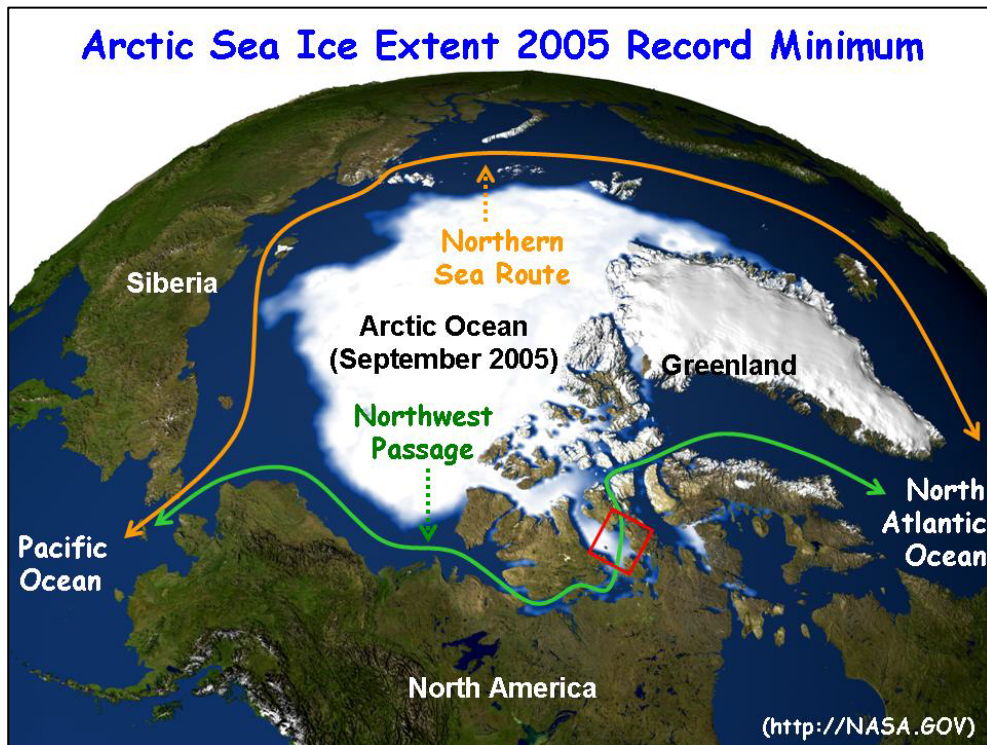 Arctic Sea Ice Extent 2005 Record Minimum
Northern
Sea Route
Siberia
Arctic Ocean
(September 2005)
Greenland
Northwest
Passage
North
Atlantic
Ocean
Pacific
Ocean
North America
(http://NASA.GOV)